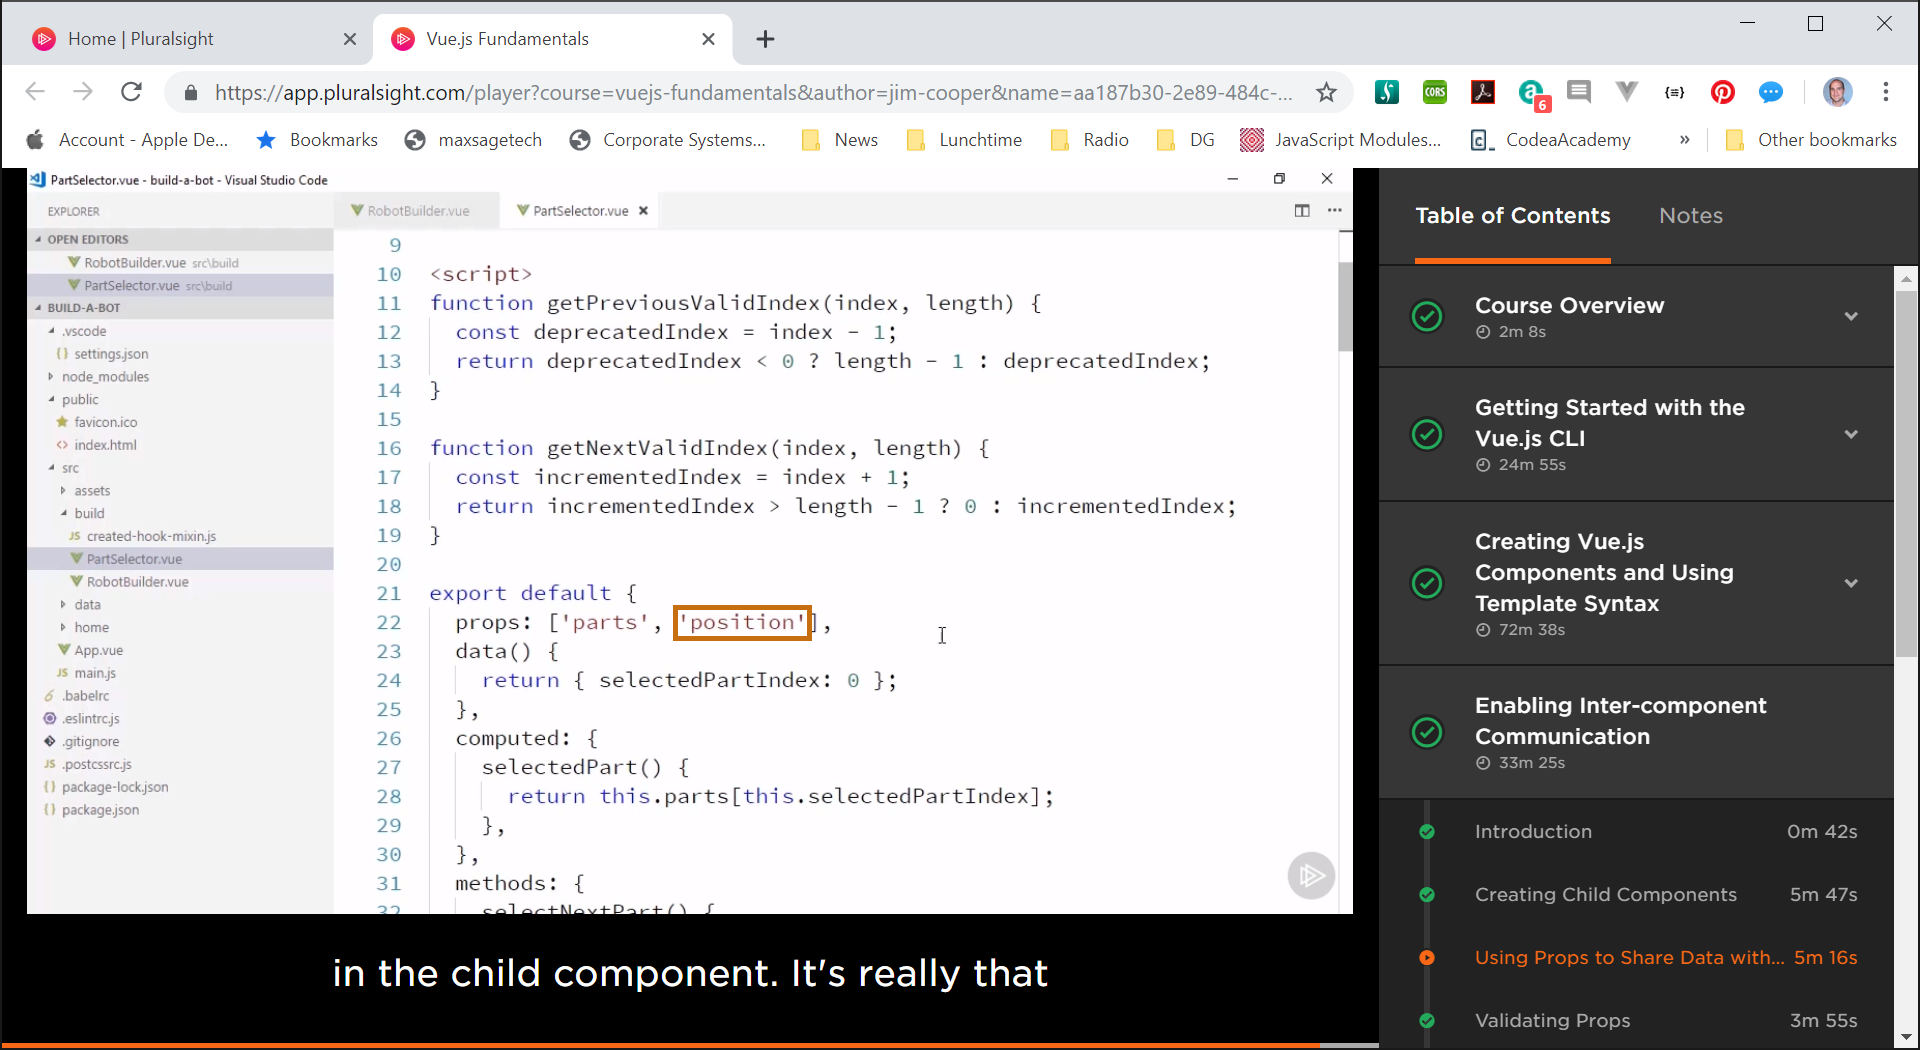 Home | Pluralsight
Vue.js Fundamentals
https://app.pluralsight.com/player?course=vuejs-fundamentals&author=jim-cooper&name=aa187b30-2e89-484c-...
CORS
6
{≡}
Account - Apple De...
Bookmarks
maxsagetech
Corporate Systems...
News
Lunchtime
Radio
DG
JavaScript Modules...
CodeaAcademy
»
Other bookmarks
PartSelector.vue - build-a-bot - Visual Studio Code
EXPLORER
OPEN EDITORS
RobotBuilder.vue src\build
PartSelector.vue src\build
BUILD-A-BOT
.vscode
{} settings.json
node_modules
public
favicon.ico
<> index.html
src
assets
build
JS created-hook-mixin.js
PartSelector.vue
RobotBuilder.vue
data
home
App.vue
JS main.js
.babelrc
.eslintrc.js
.gitignore
JS .postcssrc.js
{} package-lock.json
{} package.json
RobotBuilder.vue
PartSelector.vue
9
10 <script>
11 function getPreviousValidIndex(index, length) {
12 const deprecatedIndex = index - 1;
13 return deprecatedIndex < 0 ? length - 1 : deprecatedIndex;
14 }
15
16 function getNextValidIndex(index, length) {
17 const incrementedIndex = index + 1;
18 return incrementedIndex > length - 1 ? 0 : incrementedIndex;
19 }
20
21 export default {
22 props: ['parts', 'position'],
23 data() {
24 return { selectedPartIndex: 0 };
25 },
26 computed: {
27 selectedPart() {
28 return this.parts[this.selectedPartIndex];
29 },
30 },
31 methods: {
32 selectNextPart() {
in the child component. It's really that
Table of Contents
Notes
Course Overview
2m 8s
Getting Started with the
Vue.js CLI
24m 55s
Creating Vue.js
Components and Using
Template Syntax
72m 38s
Enabling Inter-component
Communication
33m 25s
Introduction 0m 42s
Creating Child Components 5m 47s
Using Props to Share Data with... 5m 16s
Validating Props 3m 55s